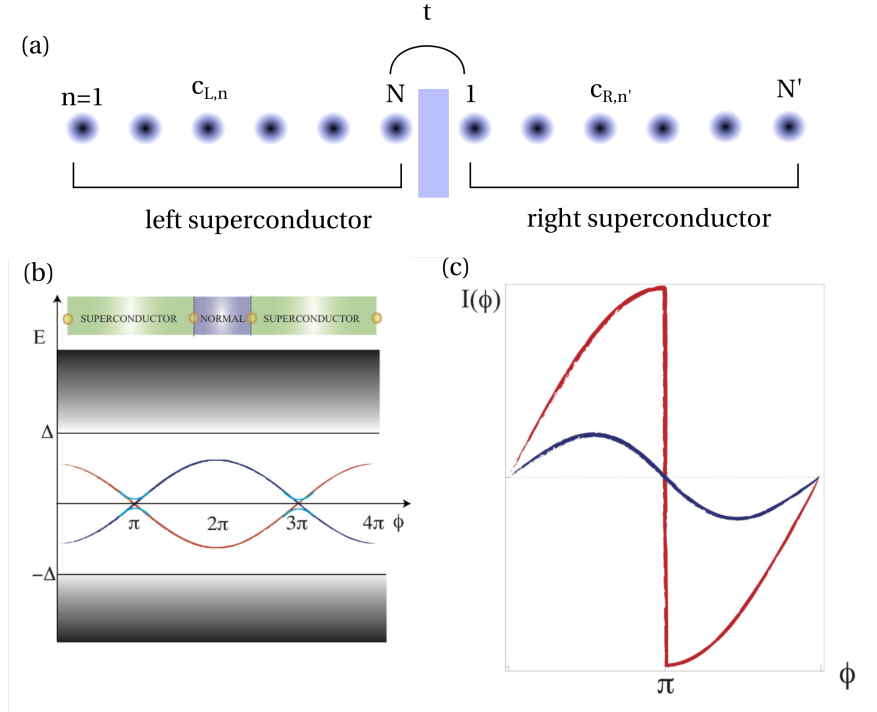 t
(a)
n=1 c_{L,n} N 1 c_{R,n'} N'
left superconductor right superconductor
(b)
SUPERCONDUCTOR NORMAL SUPERCONDUCTOR
E
Δ
π 2π 3π 4π ϕ
−Δ
(c)
I(ϕ)
π
ϕ